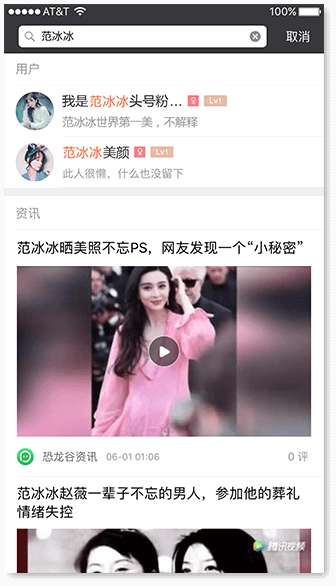 AT&T 100%
范冰冰 取消
用户
我是范冰冰头号粉... Lv1
范冰冰世界第一美，不解释
范冰冰美颜 Lv1
此人很懒，什么也没留下
资讯
范冰冰晒美照不忘PS，网友发现一个“小秘密”
恐龙谷资讯 06-01 01:06 0 评
范冰冰赵薇一辈子不忘的男人，参加他的葬礼
情绪失控
腾讯视频